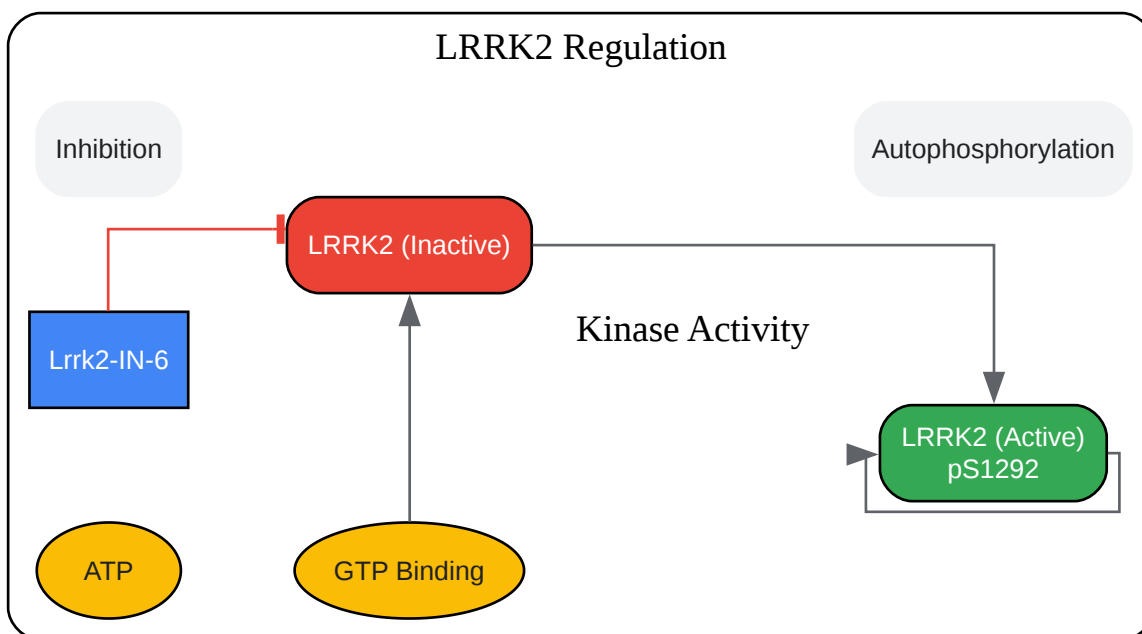 LRRK2 Regulation
Inhibition
Autophosphorylation
LRRK2 (Inactive)
Kinase Activity
Lrrk2-IN-6
LRRK2 (Active)
pS1292
ATP
GTP Binding